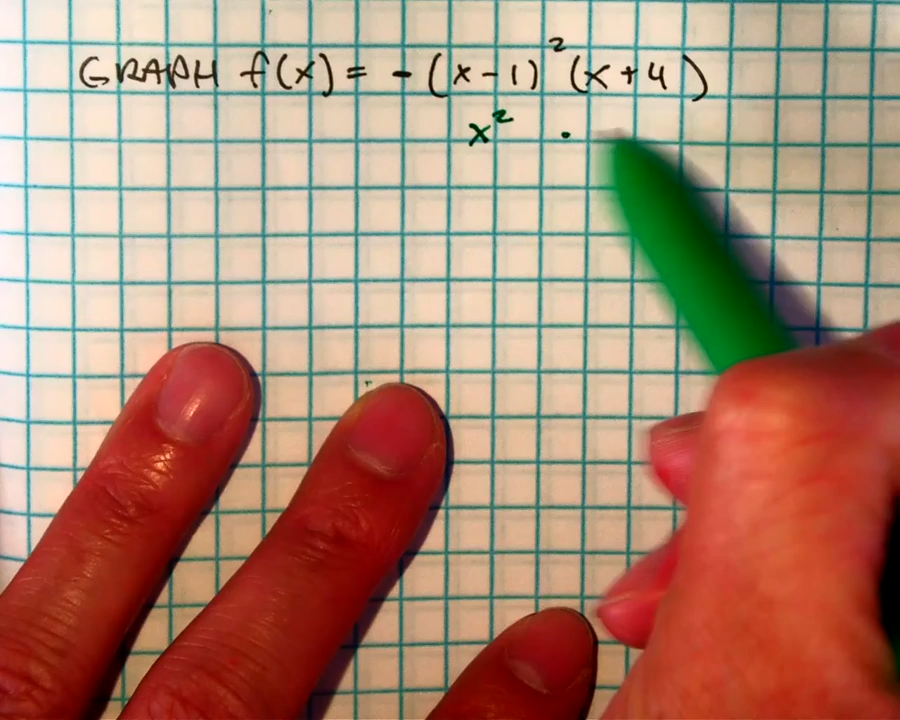 GRAPH f(x) = -(x-1)²(x+4)
x² ·